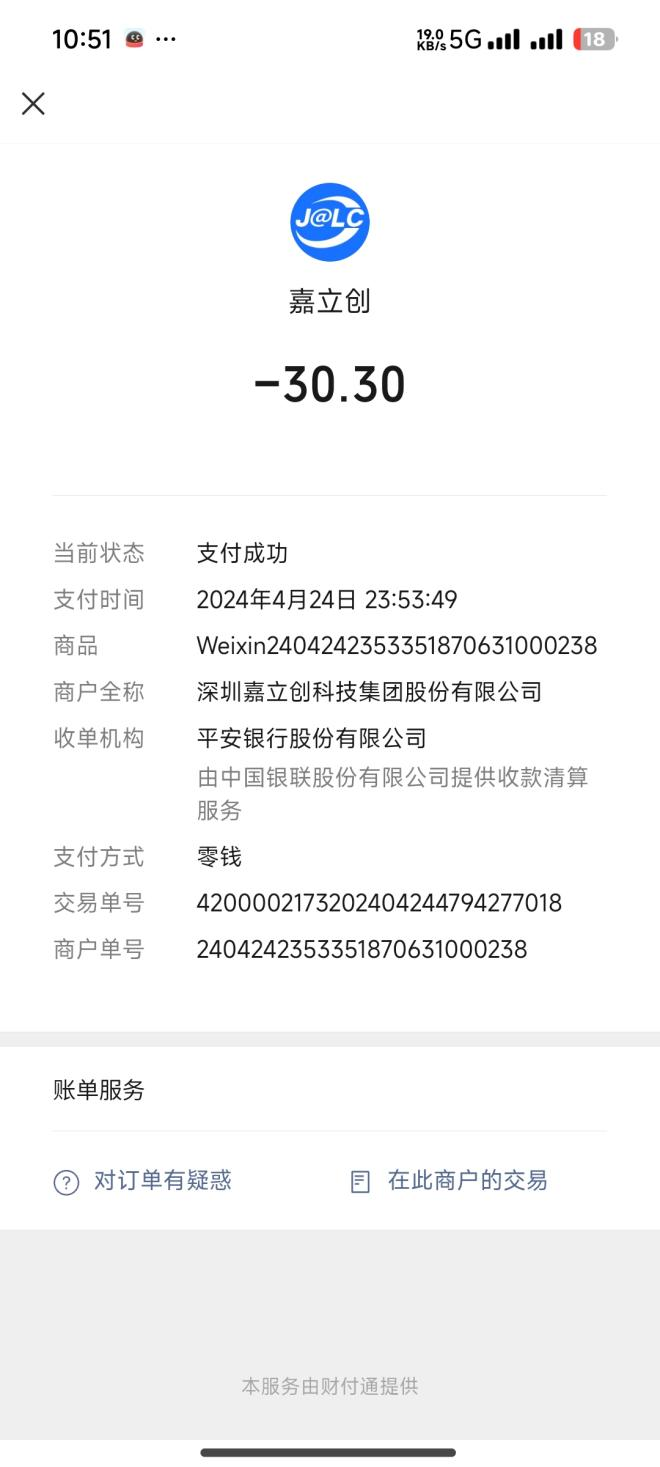 10:51 ... 19.0 KB/s 5G 18
J@LC
嘉立创
-30.30
当前状态 支付成功
支付时间 2024年4月24日 23:53:49
商品 Weixin2404242353351870631000238
商户全称 深圳嘉立创科技集团股份有限公司
收单机构 平安银行股份有限公司
由中国银联股份有限公司提供收款清算
服务
支付方式 零钱
交易单号 4200002173202404244794277018
商户单号 2404242353351870631000238
账单服务
? 对订单有疑惑 在此商户的交易
本服务由财付通提供